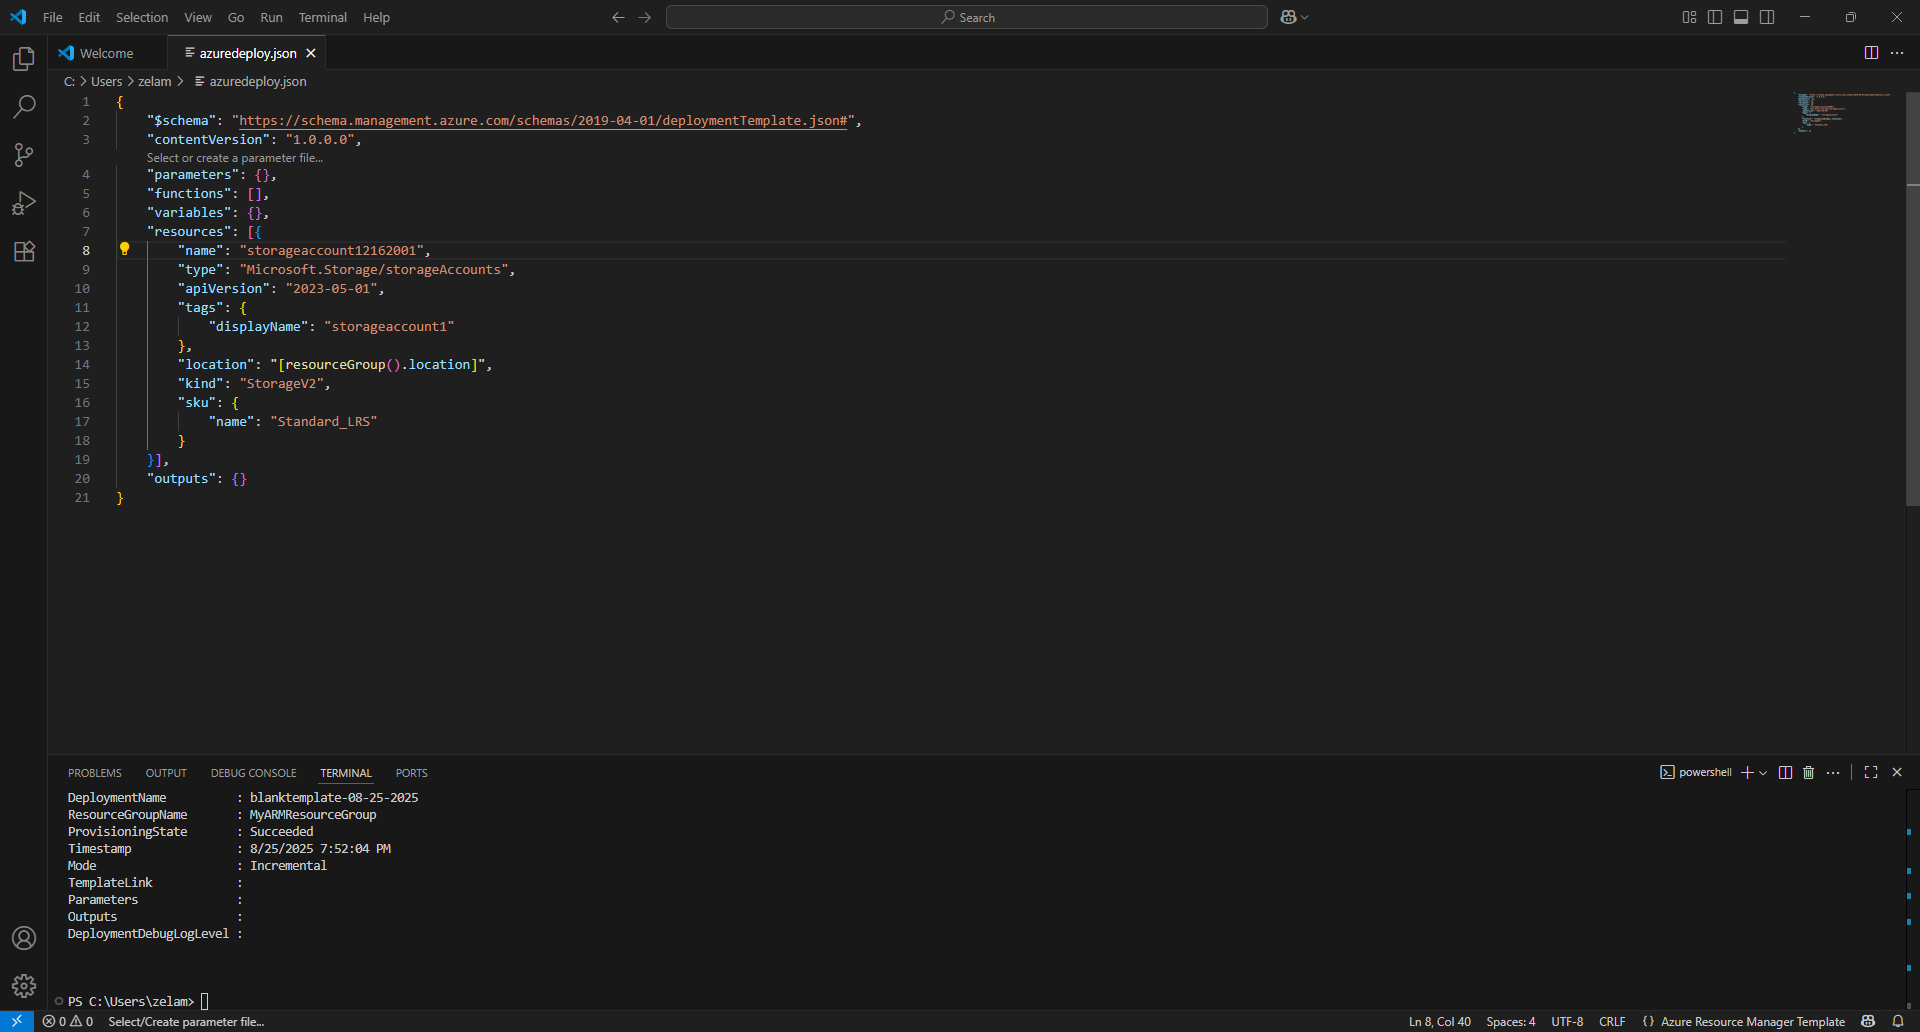 File Edit Selection View Go Run Terminal Help
Search
Welcome
azuredeploy.json
C: > Users > zelam > azuredeploy.json
1 {
2 "$schema": "https://schema.management.azure.com/schemas/2019-04-01/deploymentTemplate.json#",
3 "contentVersion": "1.0.0.0",
Select or create a parameter file...
4 "parameters": {},
5 "functions": [],
6 "variables": {},
7 "resources": [{
8 "name": "storageaccount12162001",
9 "type": "Microsoft.Storage/storageAccounts",
10 "apiVersion": "2023-05-01",
11 "tags": {
12 "displayName": "storageaccount1"
13 },
14 "location": "[resourceGroup().location]",
15 "kind": "StorageV2",
16 "sku": {
17 "name": "Standard_LRS"
18 }
19 }],
20 "outputs": {}
21 }
PROBLEMS OUTPUT DEBUG CONSOLE TERMINAL PORTS
powershell
DeploymentName : blanktemplate-08-25-2025
ResourceGroupName : MyARMResourceGroup
ProvisioningState : Succeeded
Timestamp : 8/25/2025 7:52:04 PM
Mode : Incremental
TemplateLink :
Parameters :
Outputs :
DeploymentDebugLogLevel :
PS C:\Users\zelam>
0 0 Select/Create parameter file...
Ln 8, Col 40 Spaces: 4 UTF-8 CRLF {} Azure Resource Manager Template